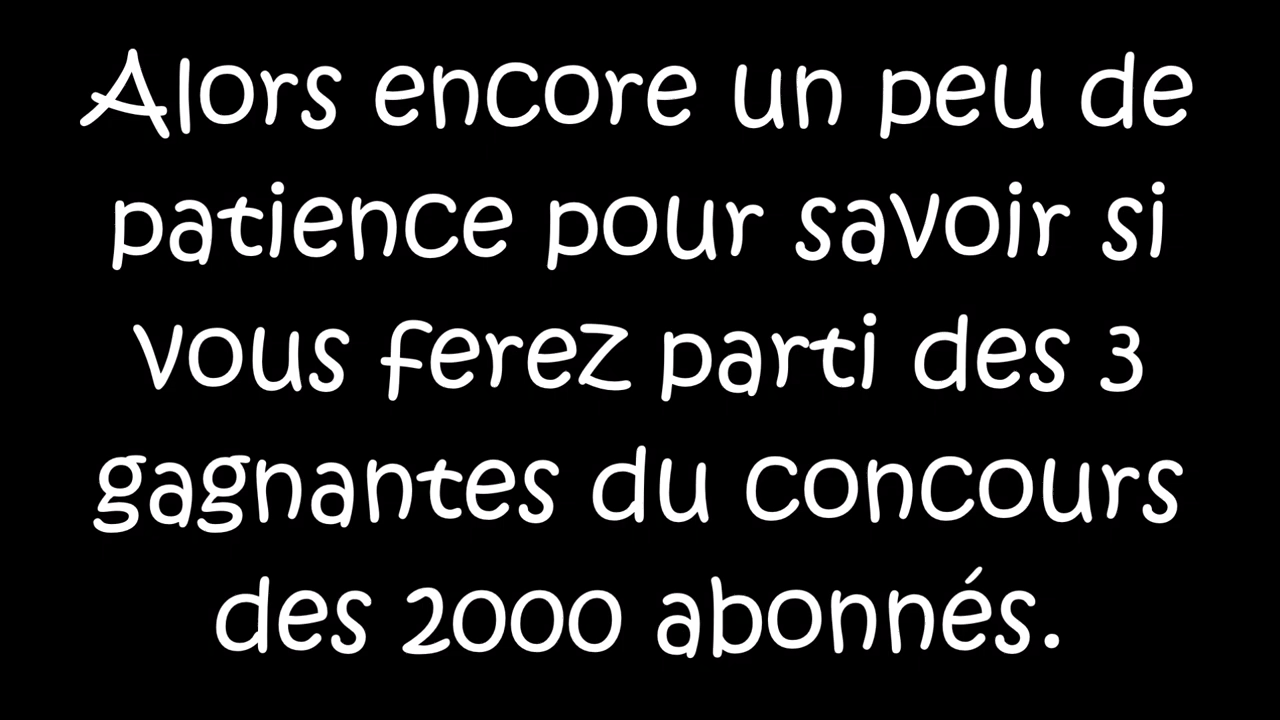 Alors encore un peu de
patience pour savoir si
vous ferez parti des 3
gagnantes du concours
des 2000 abonnés.